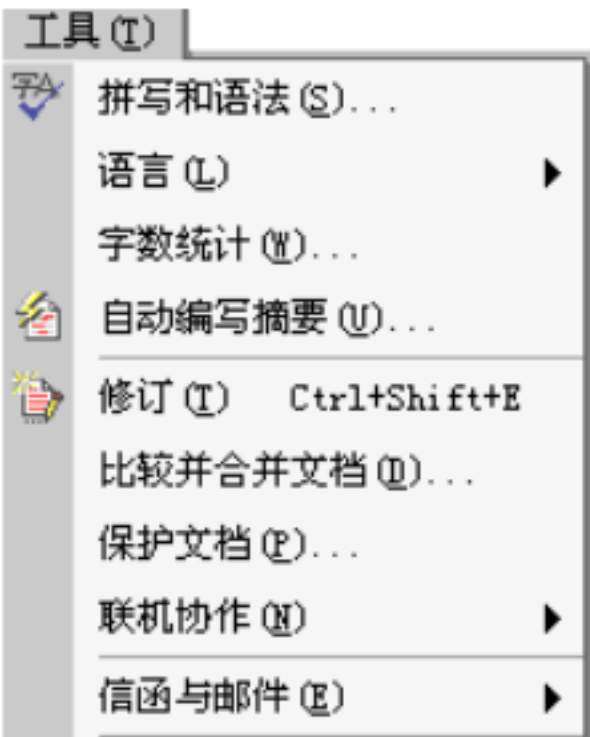 工具(T)
拼写和语法(S)...
语言(L)
字数统计(W)...
自动编写摘要(U)...
修订(T) Ctrl+Shift+E
比较并合并文档(D)...
保护文档(P)...
联机协作(N)
信函与邮件(E)